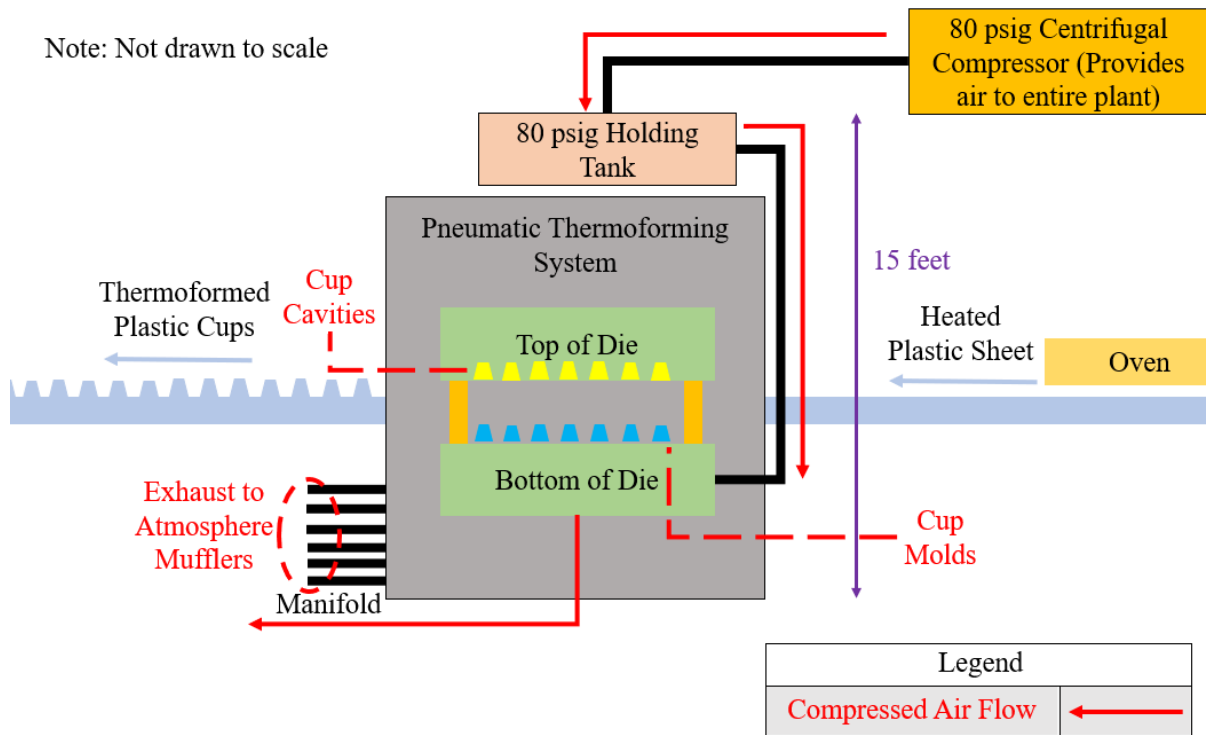 Note: Not drawn to scale
80 psig Centrifugal
Compressor (Provides
air to entire plant)
80 psig Holding
Tank
Pneumatic Thermoforming
System
15 feet
Cup
Cavities
Thermoformed
Plastic Cups
Top of Die
Heated
Plastic Sheet
Oven
Bottom of Die
Exhaust to
Atmosphere
Mufflers
Cup
Molds
Manifold
Legend
Compressed Air Flow